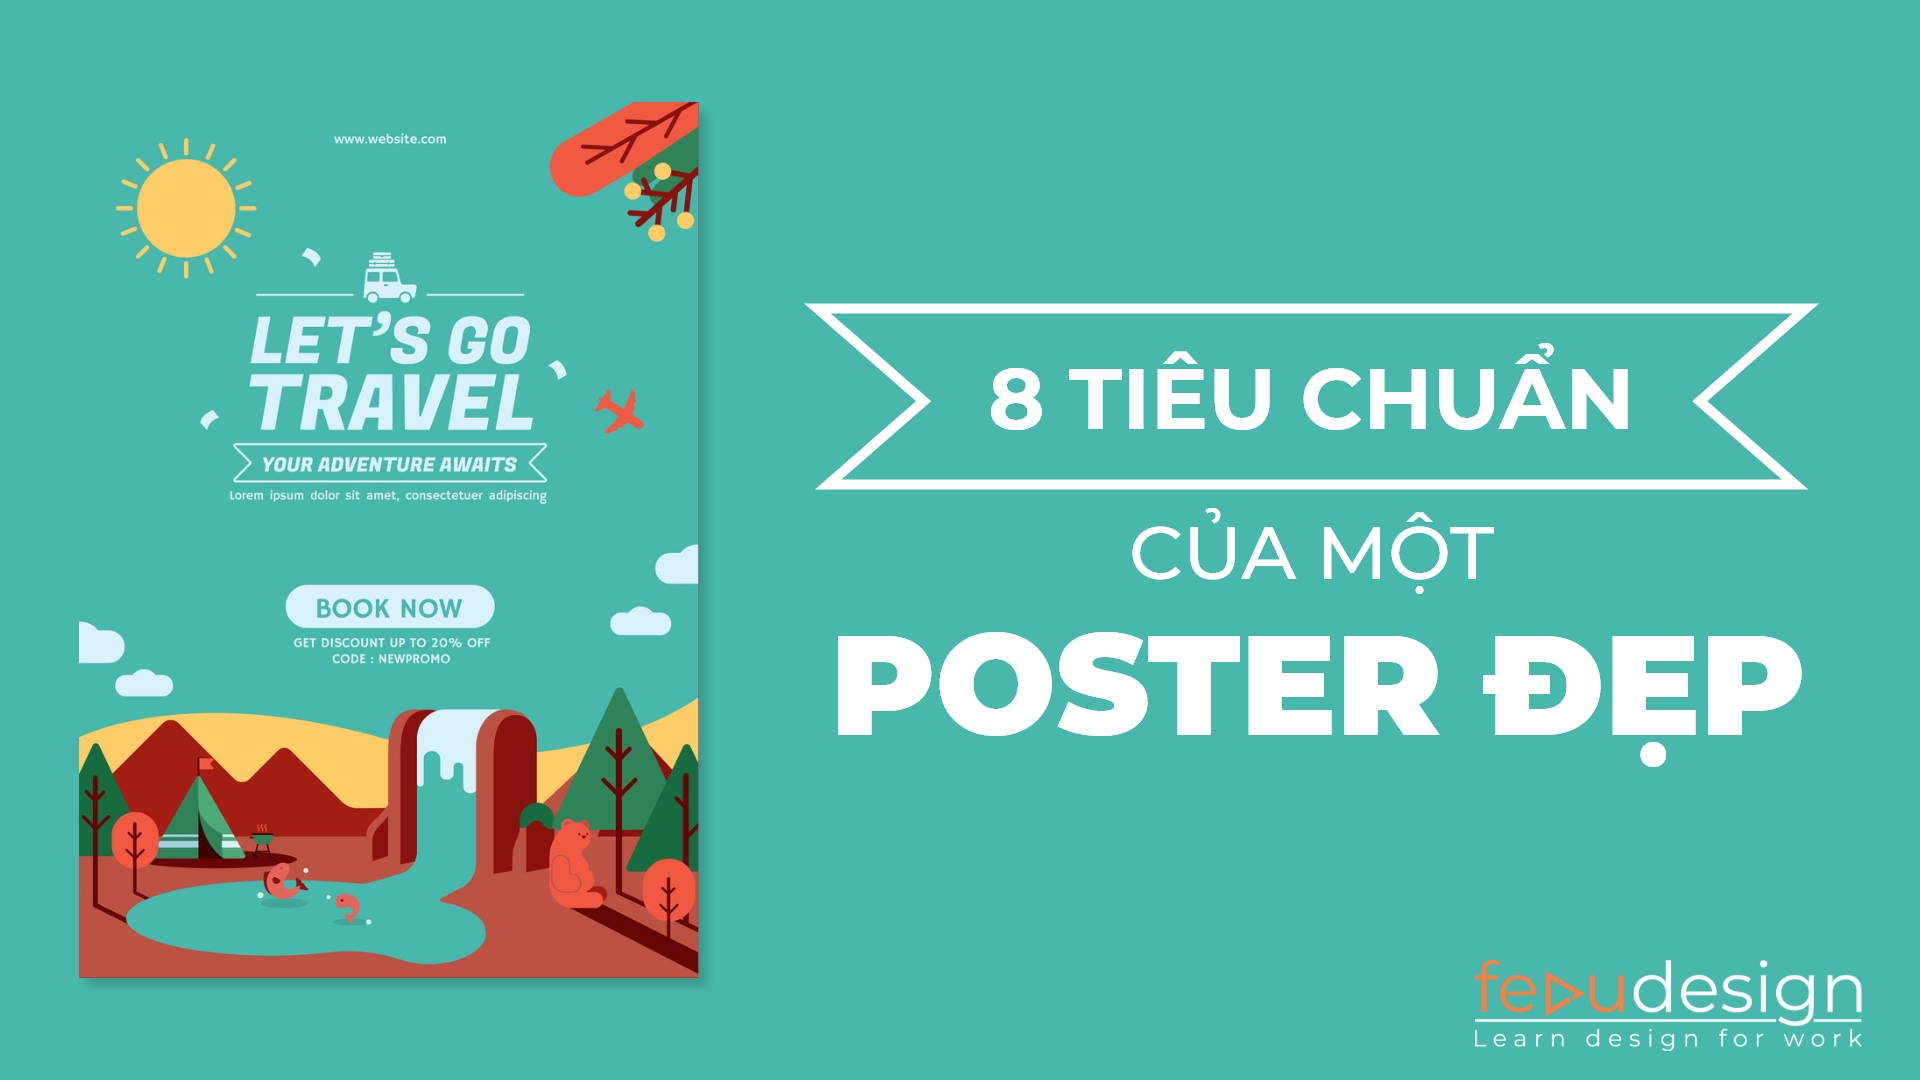 www.website.com
LET'S GO
TRAVEL
YOUR ADVENTURE AWAITS
Lorem ipsum dolor sit amet, consectetuer adipiscing
BOOK NOW
GET DISCOUNT UP TO 20% OFF
CODE : NEWPROMO
8 TIÊU CHUẨN
CỦA MỘT
POSTER ĐẸP
fedudesign
Learn design for work